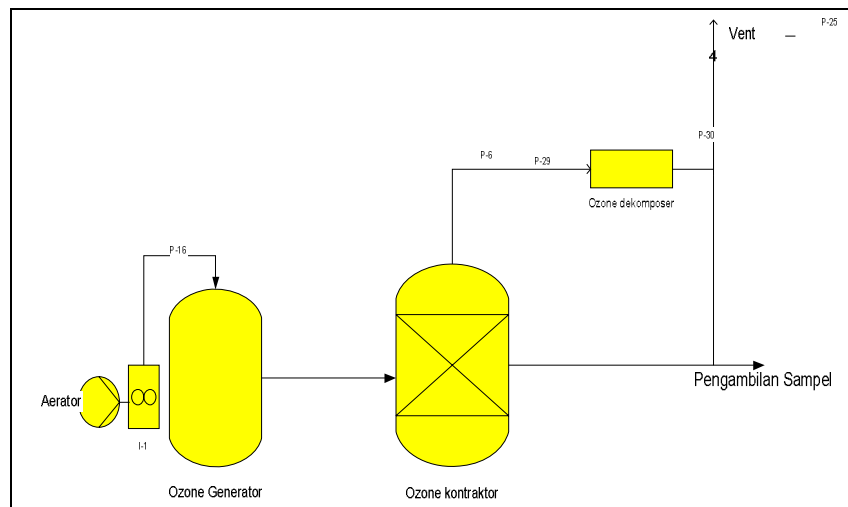 P-25
Vent
4
P-30
P-6
P-29
Ozone dekomposer
P-16
Aerator
I-1
Pengambilan Sampel
Ozone Generator
Ozone kontraktor